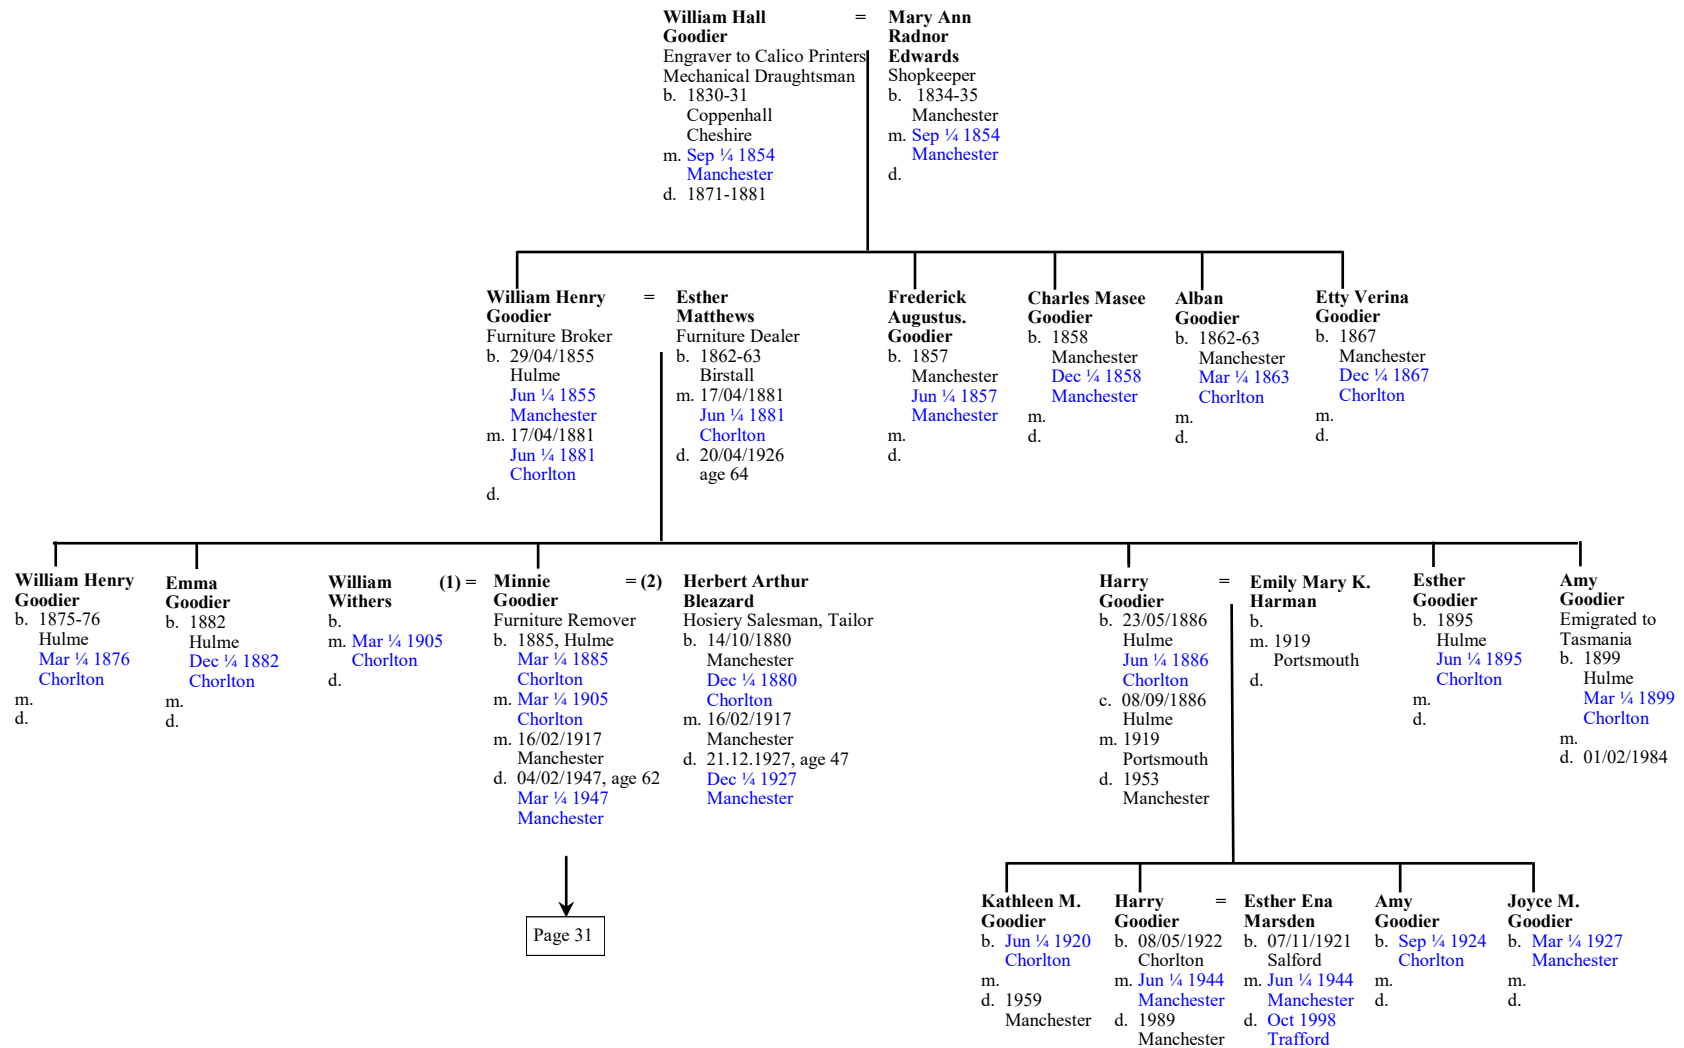 William Hall
Goodier
Engraver to Calico Printers
Mechanical Draughtsman
b. 1830-31
Coppenhall
Cheshire
m. Sep ¼ 1854
Manchester
d. 1871-1881
=
Mary Ann
Radnor
Edwards
Shopkeeper
b. 1834-35
Manchester
m. Sep ¼ 1854
Manchester
d.
William Henry
Goodier
Furniture Broker
b. 29/04/1855
Hulme
Jun ¼ 1855
Manchester
m. 17/04/1881
Jun ¼ 1881
Chorlton
d.
=
Esther
Matthews
Furniture Dealer
b. 1862-63
Birstall
m. 17/04/1881
Jun ¼ 1881
Chorlton
d. 20/04/1926
age 64
Frederick
Augustus.
Goodier
b. 1857
Manchester
Jun ¼ 1857
Manchester
m.
d.
Charles Masee
Goodier
b. 1858
Manchester
Dec ¼ 1858
Manchester
m.
d.
Alban
Goodier
b. 1862-63
Manchester
Mar ¼ 1863
Chorlton
m.
d.
Etty Verina
Goodier
b. 1867
Manchester
Dec ¼ 1867
Chorlton
m.
d.
William Henry
Goodier
b. 1875-76
Hulme
Mar ¼ 1876
Chorlton
m.
d.
Emma
Goodier
b. 1882
Hulme
Dec ¼ 1882
Chorlton
m.
d.
William
Withers
b.
m. Mar ¼ 1905
Chorlton
d.
(1) =
Minnie
Goodier
Furniture Remover
b. 1885, Hulme
Mar ¼ 1885
Chorlton
m. Mar ¼ 1905
Chorlton
m. 16/02/1917
Manchester
d. 04/02/1947, age 62
Mar ¼ 1947
Manchester
= (2)
Herbert Arthur
Bleazard
Hosiery Salesman, Tailor
b. 14/10/1880
Manchester
Dec ¼ 1880
Chorlton
m. 16/02/1917
Manchester
d. 21.12.1927, age 47
Dec ¼ 1927
Manchester
Harry
Goodier
b. 23/05/1886
Hulme
Jun ¼ 1886
Chorlton
c. 08/09/1886
Hulme
m. 1919
Portsmouth
d. 1953
Manchester
=
Emily Mary K.
Harman
b.
m. 1919
Portsmouth
d.
Esther
Goodier
b. 1895
Hulme
Jun ¼ 1895
Chorlton
m.
d.
Amy
Goodier
Emigrated to
Tasmania
b. 1899
Hulme
Mar ¼ 1899
Chorlton
m.
d. 01/02/1984
Page 31
Kathleen M.
Goodier
b. Jun ¼ 1920
Chorlton
m.
d. 1959
Manchester
Harry
Goodier
b. 08/05/1922
Chorlton
m. Jun ¼ 1944
Manchester
d. 1989
Manchester
=
Esther Ena
Marsden
b. 07/11/1921
Salford
m. Jun ¼ 1944
Manchester
d. Oct 1998
Trafford
Amy
Goodier
b. Sep ¼ 1924
Chorlton
m.
d.
Joyce M.
Goodier
b. Mar ¼ 1927
Manchester
m.
d.